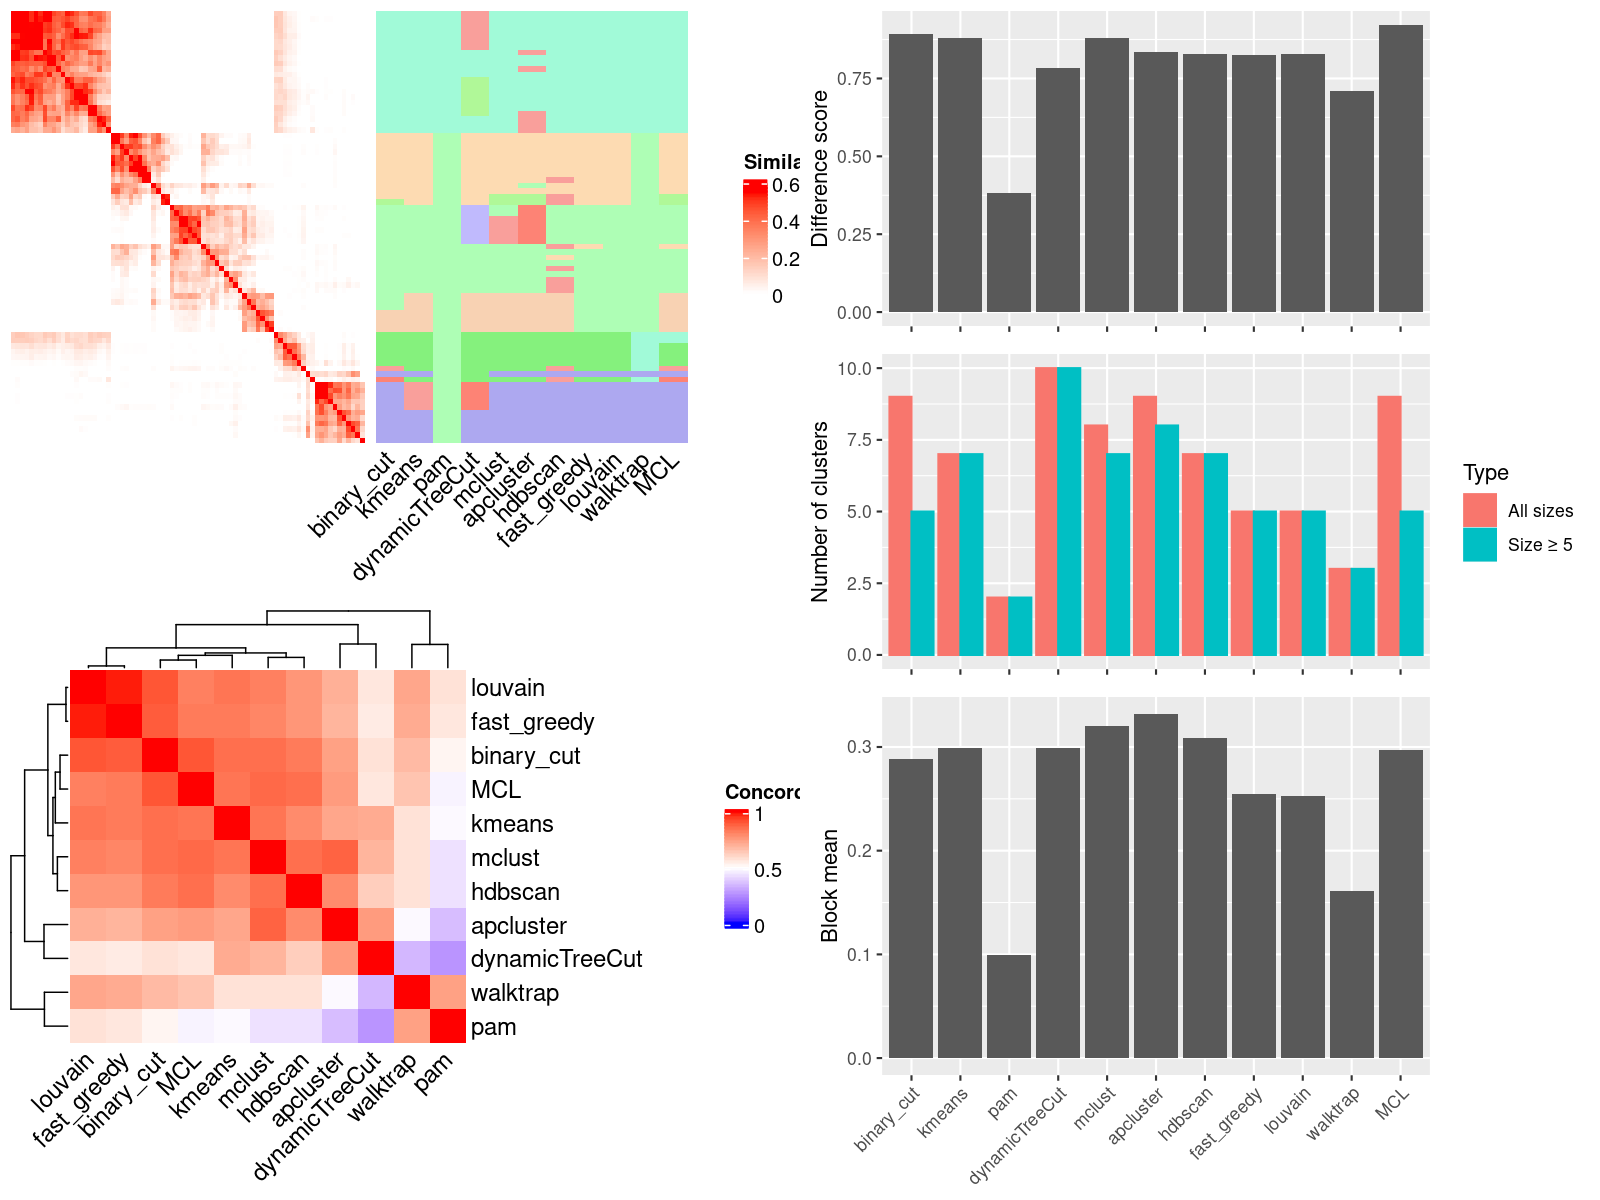 Simila
0.6
0.4
0.2
0
binary_cut
kmeans
pam
dynamicTreeCut
mclust
apcluster
hdbscan
fast_greedy
louvain
walktrap
MCL
louvain
fast_greedy
binary_cut
MCL
kmeans
mclust
hdbscan
apcluster
dynamicTreeCut
walktrap
pam
louvain
fast_greedy
binary_cut
MCL
kmeans
mclust
hdbscan
apcluster
dynamicTreeCut
walktrap
pam
Concord
1
0.5
0
Difference score
0.75
0.50
0.25
0.00
Number of clusters
10.0
7.5
5.0
2.5
0.0
Type
All sizes
Size ≥ 5
Block mean
0.3
0.2
0.1
0.0
binary_cut
kmeans
pam
dynamicTreeCut
mclust
apcluster
hdbscan
fast_greedy
louvain
walktrap
MCL